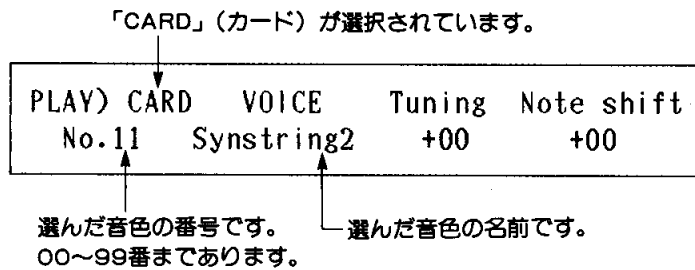 「CARD」（カード）が選択されています。
PLAY) CARD VOICE Tuning Note shift
No.11 Synstring2 +00 +00
選んだ音色の番号です。
00〜99番まであります。
選んだ音色の名前です。